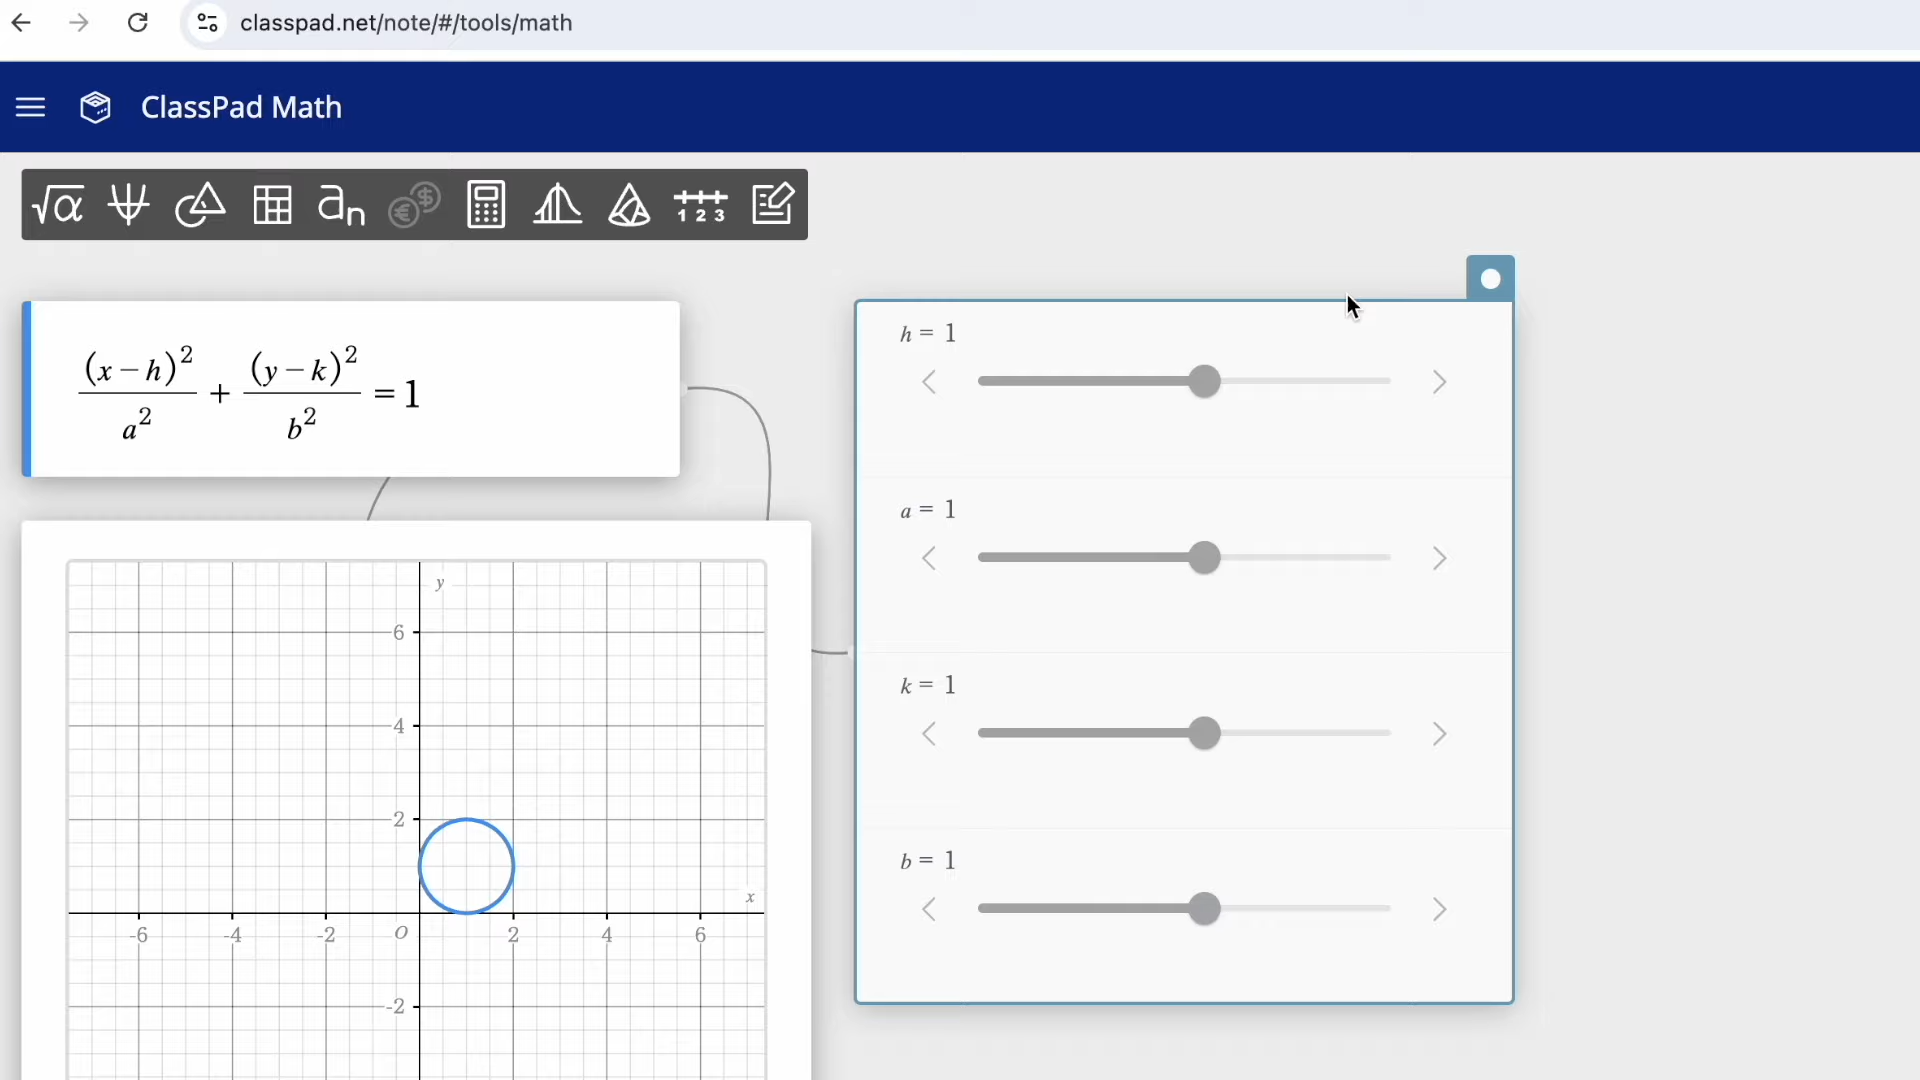 classpad.net/note/#/tools/math
ClassPad Math
√α
an
€ $
1 2 3
(x − h)² / a² + (y − k)² / b² = 1
h = 1
a = 1
k = 1
b = 1
y
6
4
2
x
-6 -4 -2 O 2 4 6
-2